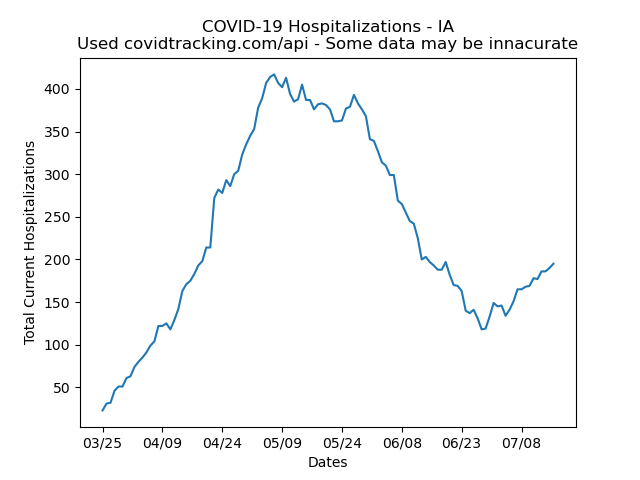 COVID-19 Hospitalizations - IA
Used covidtracking.com/api - Some data may be innacurate
Total Current Hospitalizations
400
350
300
250
200
150
100
50
03/25 04/09 04/24 05/09 05/24 06/08 06/23 07/08
Dates